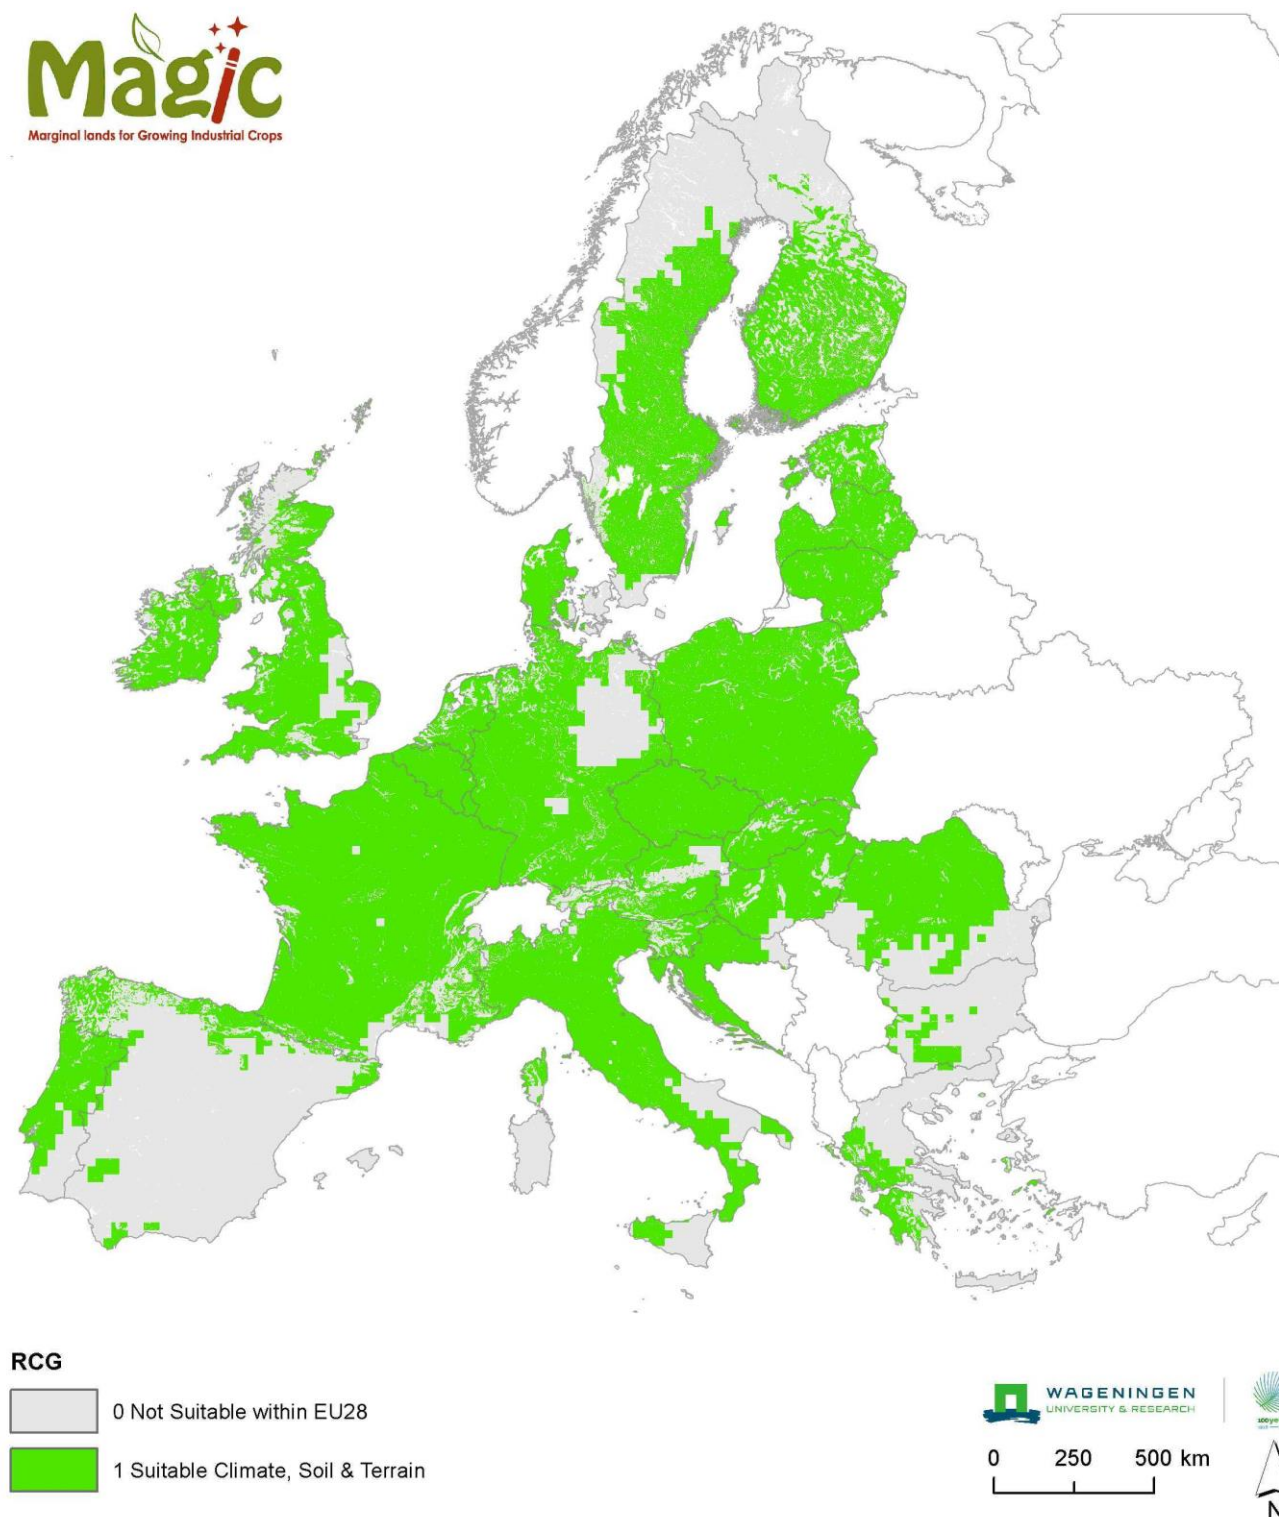 Magic
Marginal lands for Growing Industrial Crops
RCG
0 Not Suitable within EU28
1 Suitable Climate, Soil & Terrain
WAGENINGEN
UNIVERSITY & RESEARCH
0 250 500 km
N